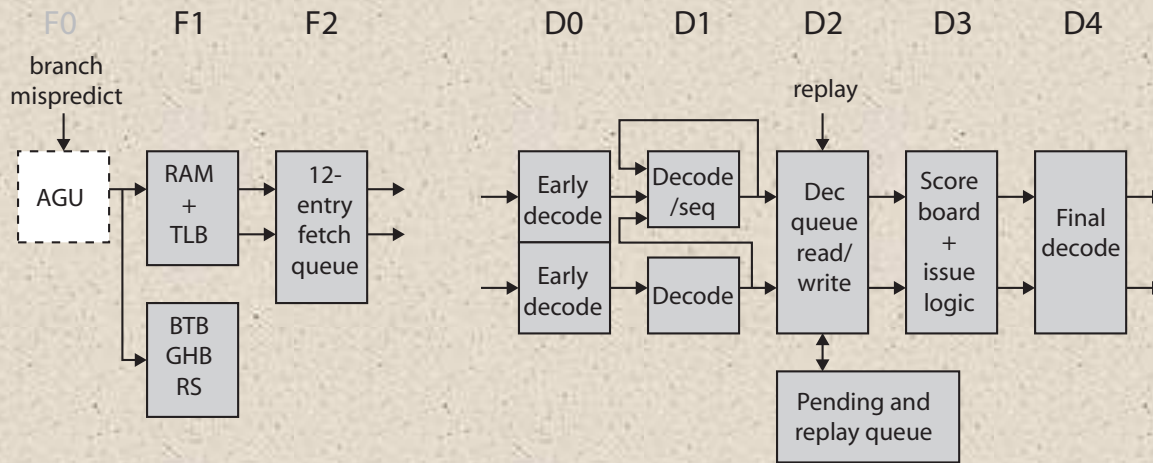 F0
F1
F2
D0
D1
D2
D3
D4
branch
mispredict
replay
AGU
RAM
+
TLB
12-
entry
fetch
queue
BTB
GHB
RS
Early
decode
Early
decode
Decode
/seq
Decode
Dec
queue
read/
write
Score
board
+
issue
logic
Final
decode
Pending and
replay queue